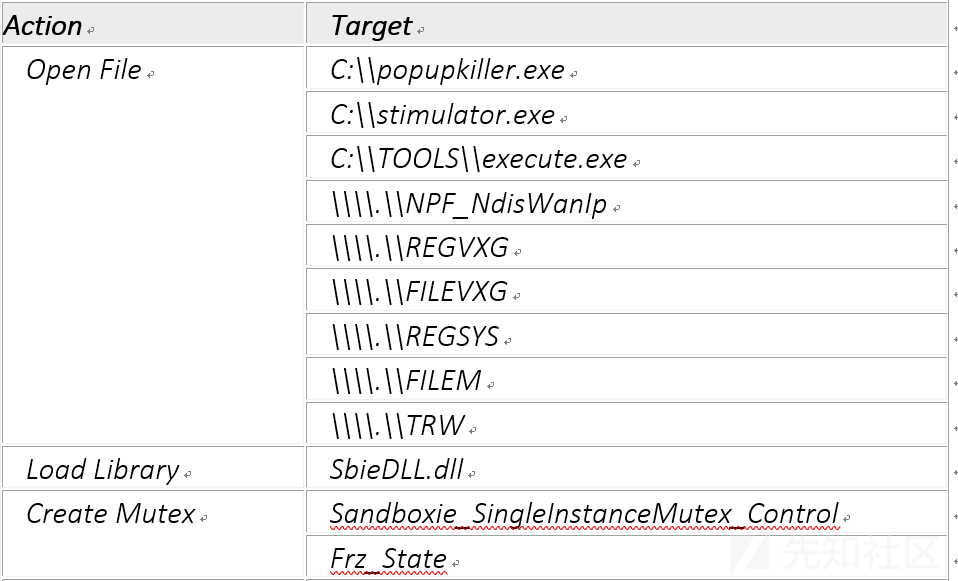 Action Target
Open File C:\\popupkiller.exe
C:\\stimulator.exe
C:\\TOOLS\\execute.exe
\\\\.\\NPF_NdisWanIp
\\\\.\\REGVXG
\\\\.\\FILEVXG
\\\\.\\REGSYS
\\\\.\\FILEM
\\\\.\\TRW
Load Library SbieDLL.dll
Create Mutex Sandboxie_SingleInstanceMutex_Control
Frz_State
先知社区